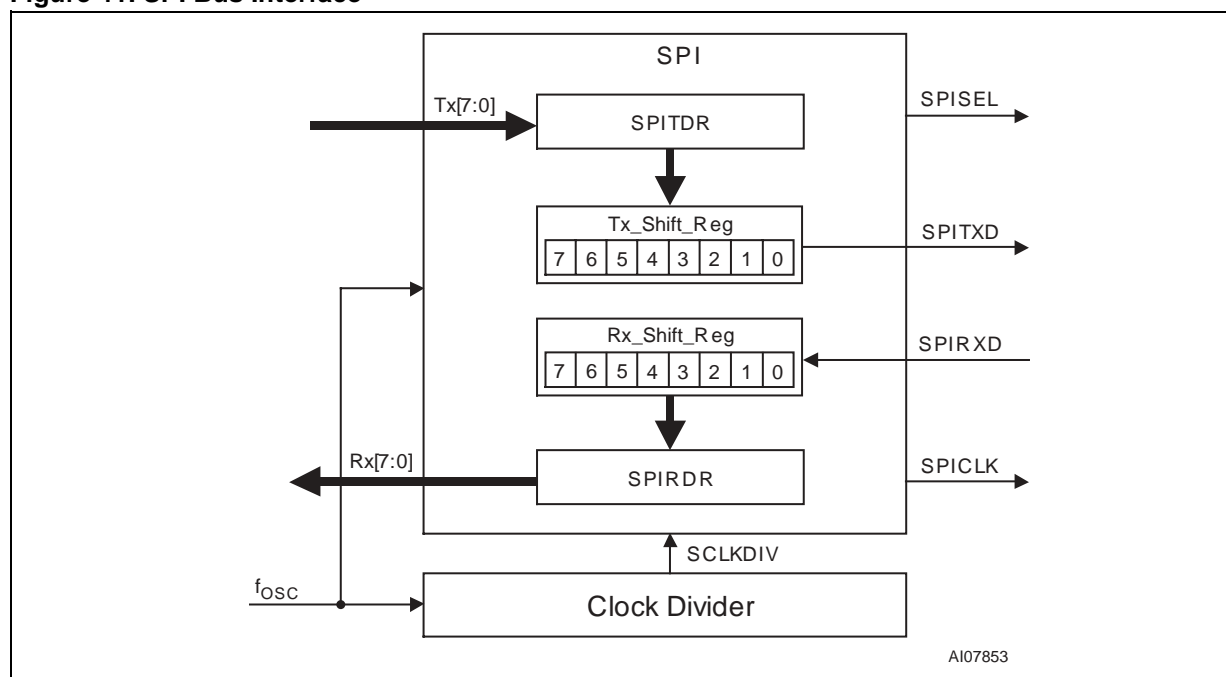 SPI
Tx[7:0]
SPITDR
SPISEL
Tx_Shift_Reg
7 6 5 4 3 2 1 0
SPITXD
Rx_Shift_Reg
7 6 5 4 3 2 1 0
SPIRXD
Rx[7:0]
SPIRDR
SPICLK
SCLKDIV
fOSC
Clock Divider
AI07853